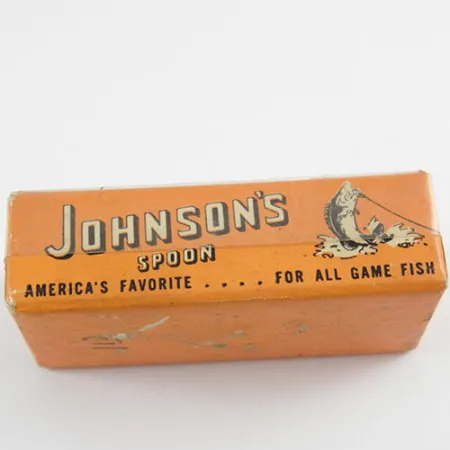 JOHNSON'S
SPOON
AMERICA'S FAVORITE . . . . FOR ALL GAME FISH